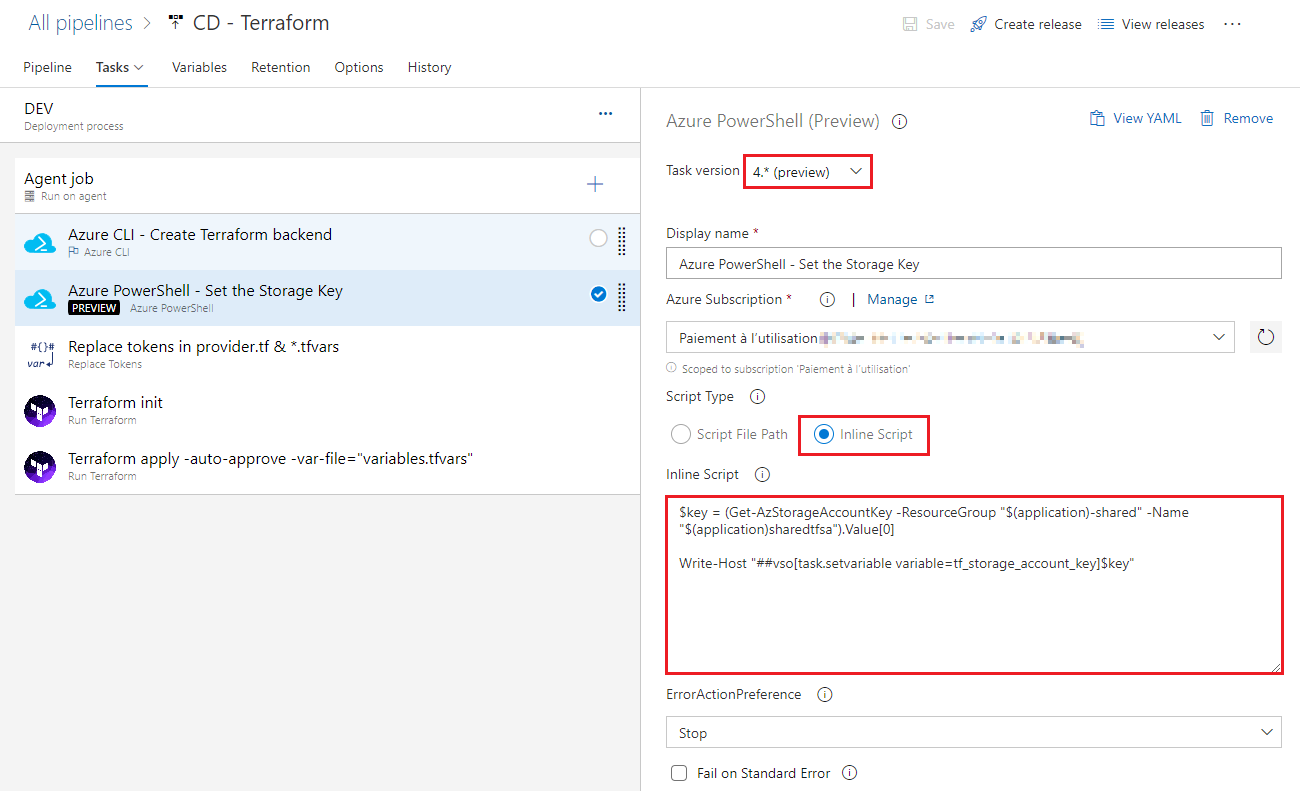 All pipelines > CD - Terraform
Save Create release View releases ...
Pipeline Tasks Variables Retention Options History
DEV
Deployment process
...
Agent job
Run on agent
Azure CLI - Create Terraform backend
Azure CLI
Azure PowerShell - Set the Storage Key
PREVIEW Azure PowerShell
#{}#
var
Replace tokens in provider.tf & *.tfvars
Replace Tokens
Terraform init
Run Terraform
Terraform apply -auto-approve -var-file="variables.tfvars"
Run Terraform
Azure PowerShell (Preview)
View YAML Remove
Task version 4.* (preview)
Display name *
Azure PowerShell - Set the Storage Key
Azure Subscription * | Manage
Paiement à l'utilisation
Scoped to subscription 'Paiement à l'utilisation'
Script Type
Script File Path Inline Script
Inline Script
$key = (Get-AzStorageAccountKey -ResourceGroup "$(application)-shared" -Name
"$(application)sharedtfsa").Value[0]
Write-Host "##vso[task.setvariable variable=tf_storage_account_key]$key"
ErrorActionPreference
Stop
Fail on Standard Error